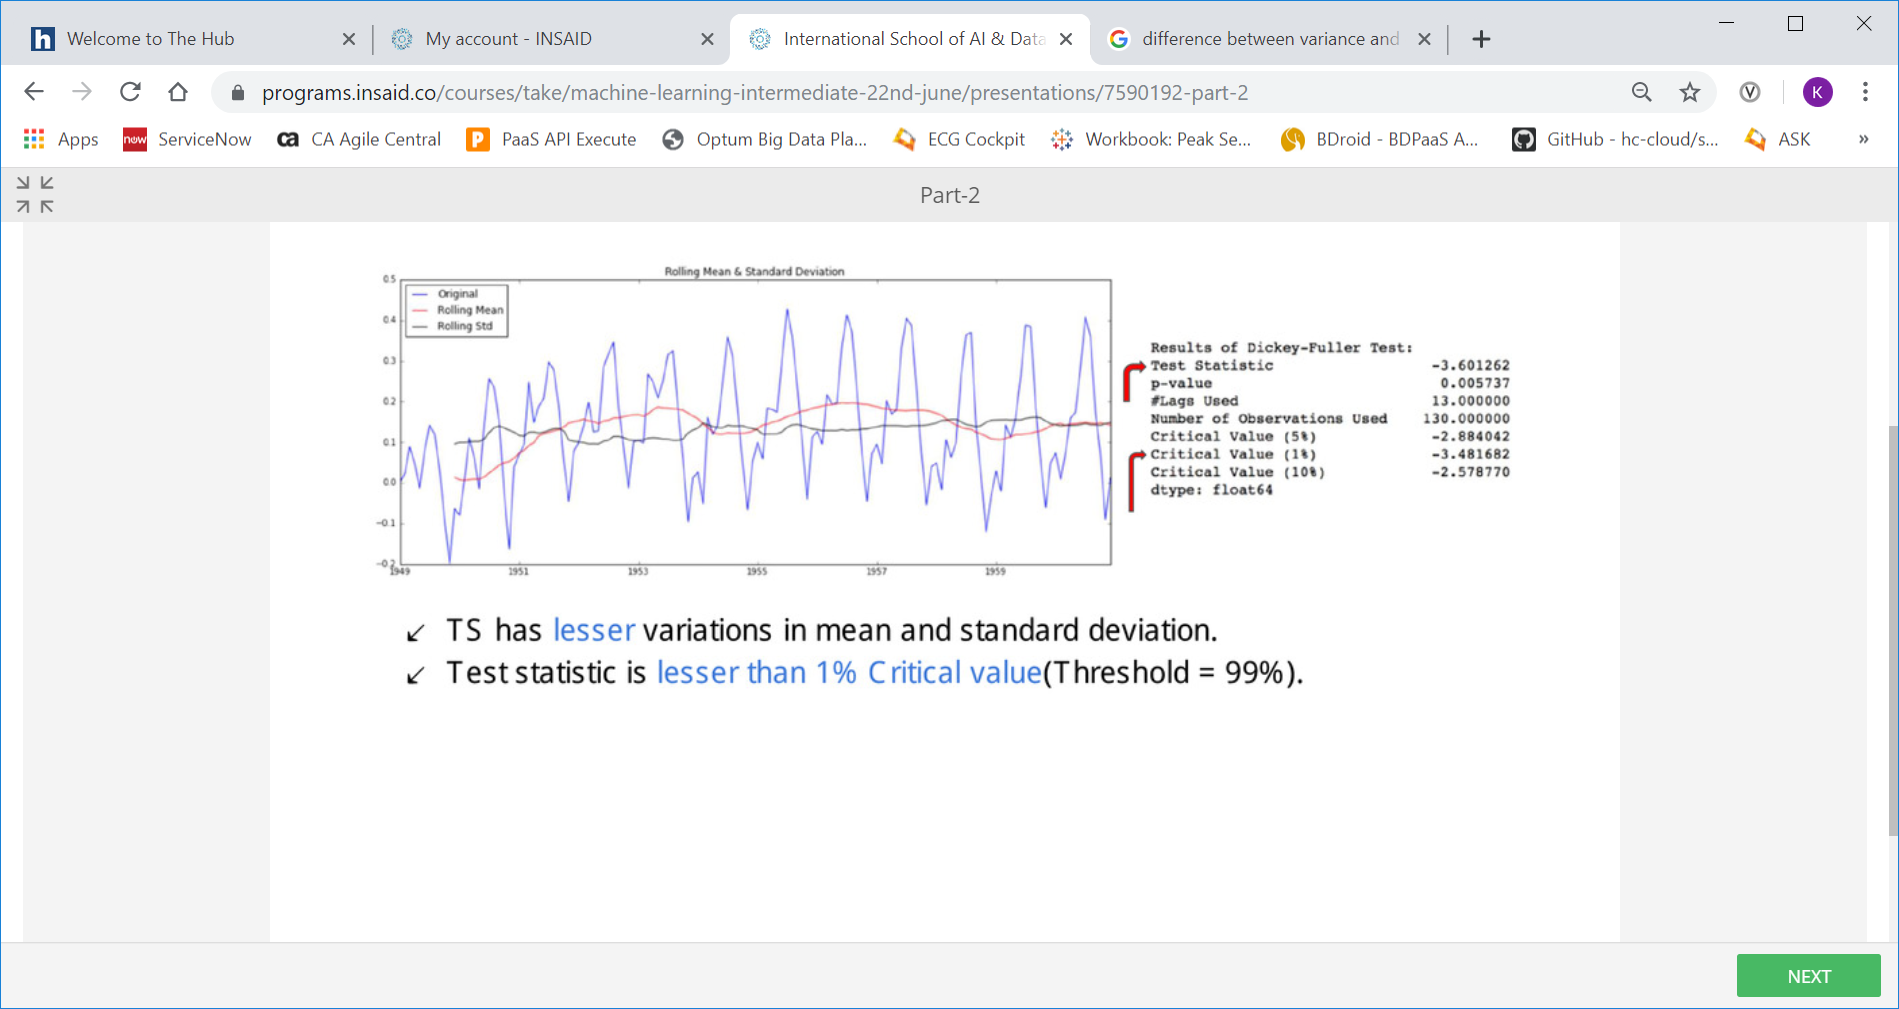 Welcome to The Hub
My account - INSAID
International School of AI & Data
difference between variance and
programs.insaid.co/courses/take/machine-learning-intermediate-22nd-june/presentations/7590192-part-2
K
Apps
now ServiceNow
ca CA Agile Central
P PaaS API Execute
Optum Big Data Pla...
ECG Cockpit
Workbook: Peak Se...
BDroid - BDPaaS A...
GitHub - hc-cloud/s...
ASK
»
Part-2
Rolling Mean & Standard Deviation
Original
Rolling Mean
Rolling Std
0.5
0.4
0.3
0.2
0.1
0.0
−0.1
−0.2
1949 1951 1953 1955 1957 1959
Results of Dickey-Fuller Test:
Test Statistic -3.601262
p-value 0.005737
#Lags Used 13.000000
Number of Observations Used 130.000000
Critical Value (5%) -2.884042
Critical Value (1%) -3.481682
Critical Value (10%) -2.578770
dtype: float64
TS has lesser variations in mean and standard deviation.
Test statistic is lesser than 1% Critical value(Threshold = 99%).
NEXT